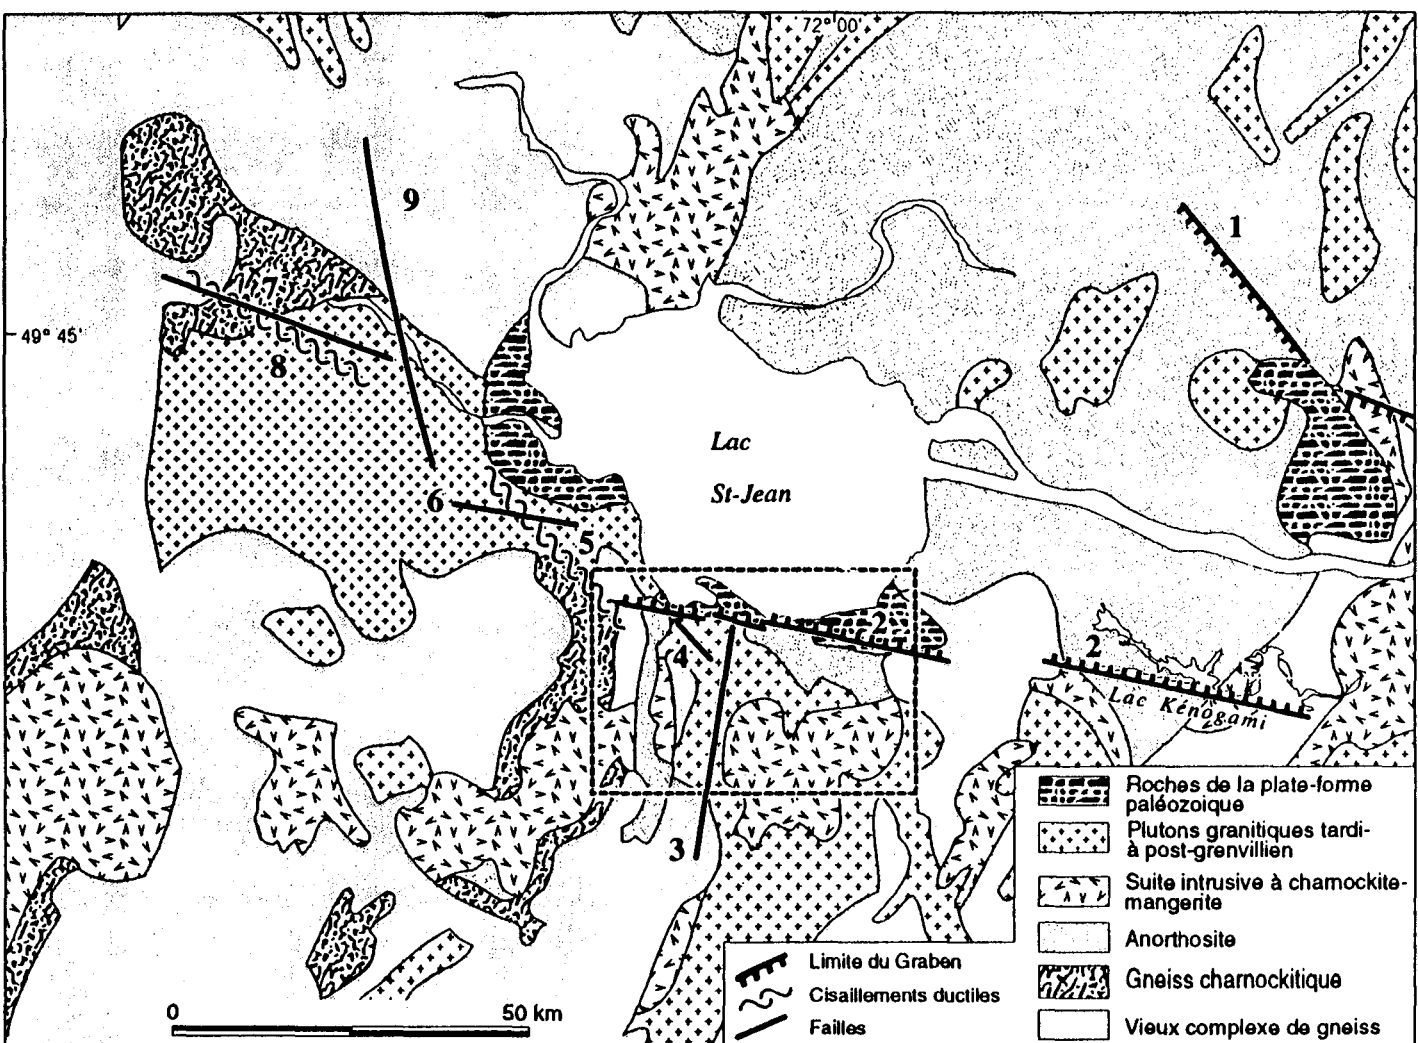 72° 00'
9
1
7
49° 45'
8
Lac
St-Jean
6
5
2
4
2
Lac Kénogami
3
Roches de la plate-forme
paléozoique
Plutons granitiques tardi-
à post-grenvillien
Suite intrusive à charnockite-
mangerite
Anorthosite
Gneiss charnockitique
Vieux complexe de gneiss
Limite du Graben
Cisaillements ductiles
Failles
0 50 km